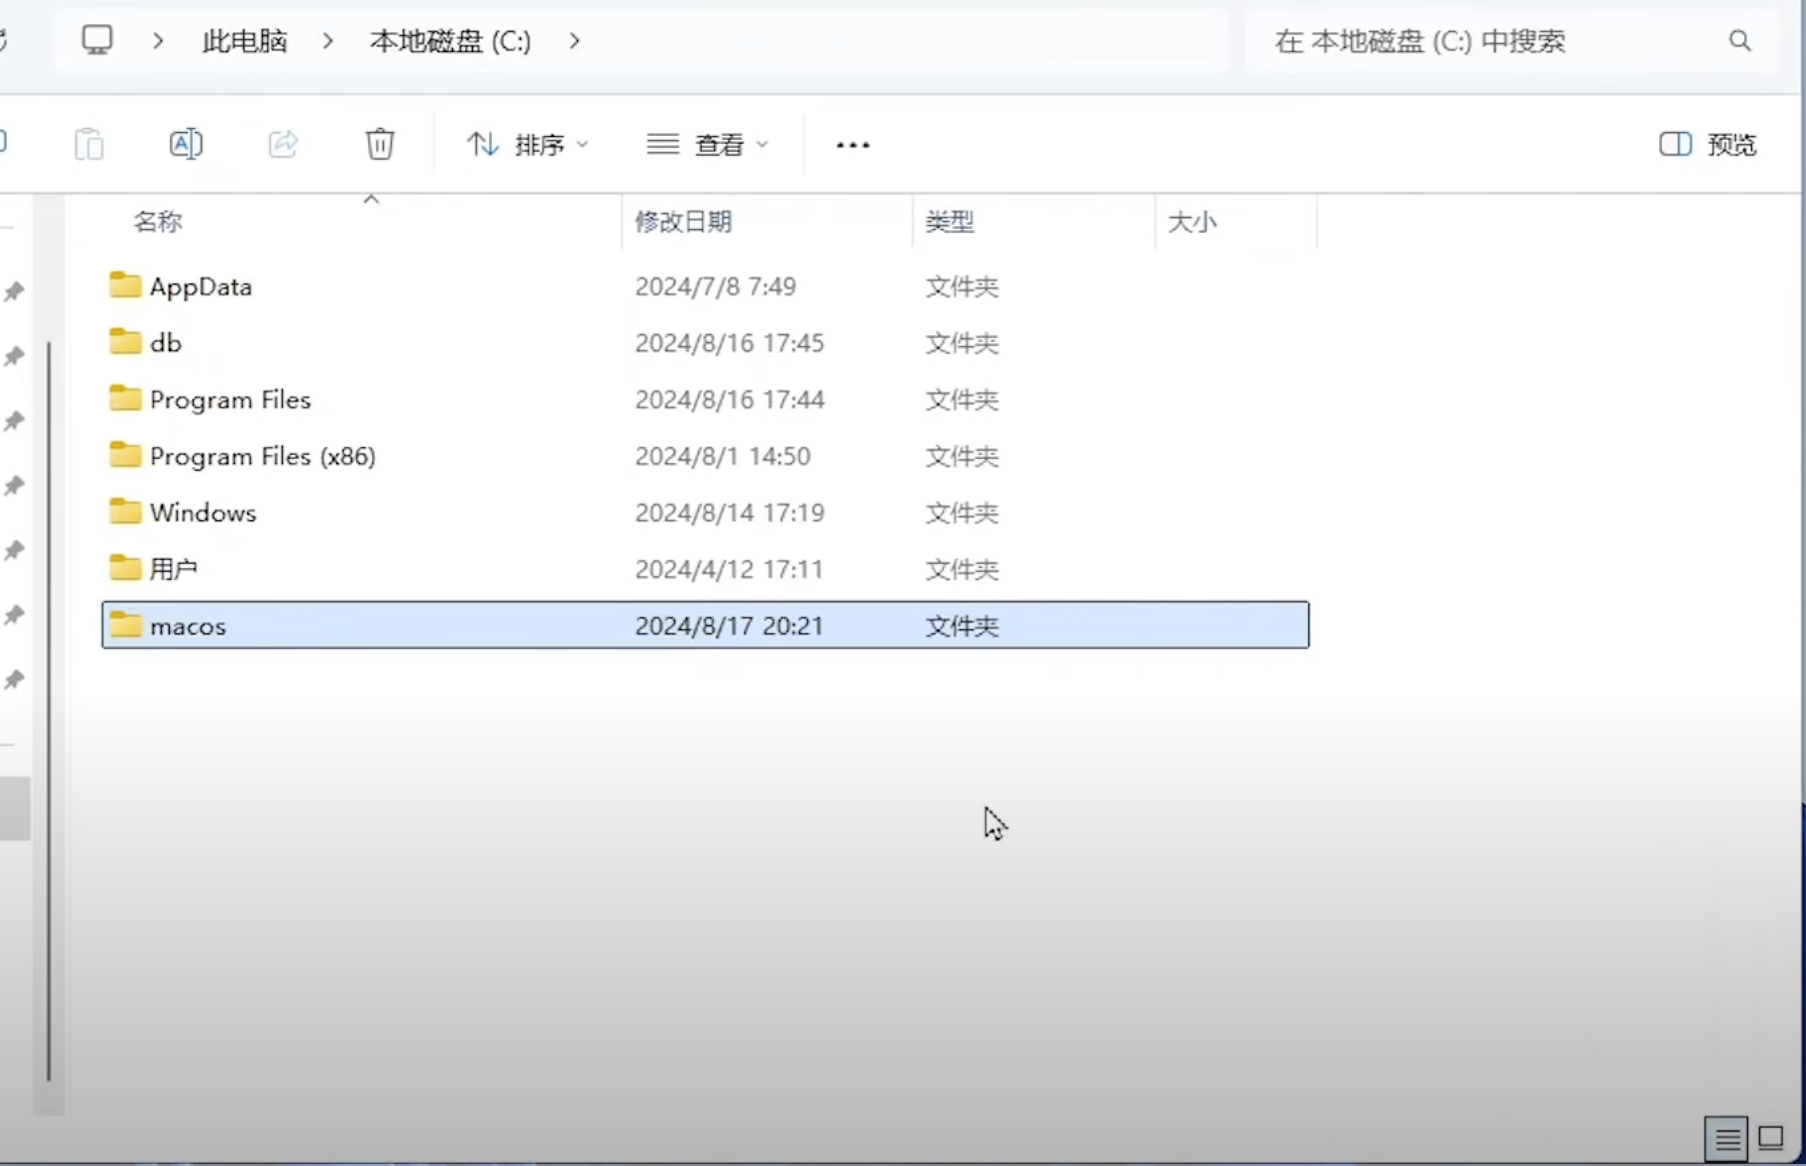 此电脑 本地磁盘 (C:) 在 本地磁盘 (C:) 中搜索
排序 查看 预览
名称 修改日期 类型 大小
AppData 2024/7/8 7:49 文件夹
db 2024/8/16 17:45 文件夹
Program Files 2024/8/16 17:44 文件夹
Program Files (x86) 2024/8/1 14:50 文件夹
Windows 2024/8/14 17:19 文件夹
用户 2024/4/12 17:11 文件夹
macos 2024/8/17 20:21 文件夹